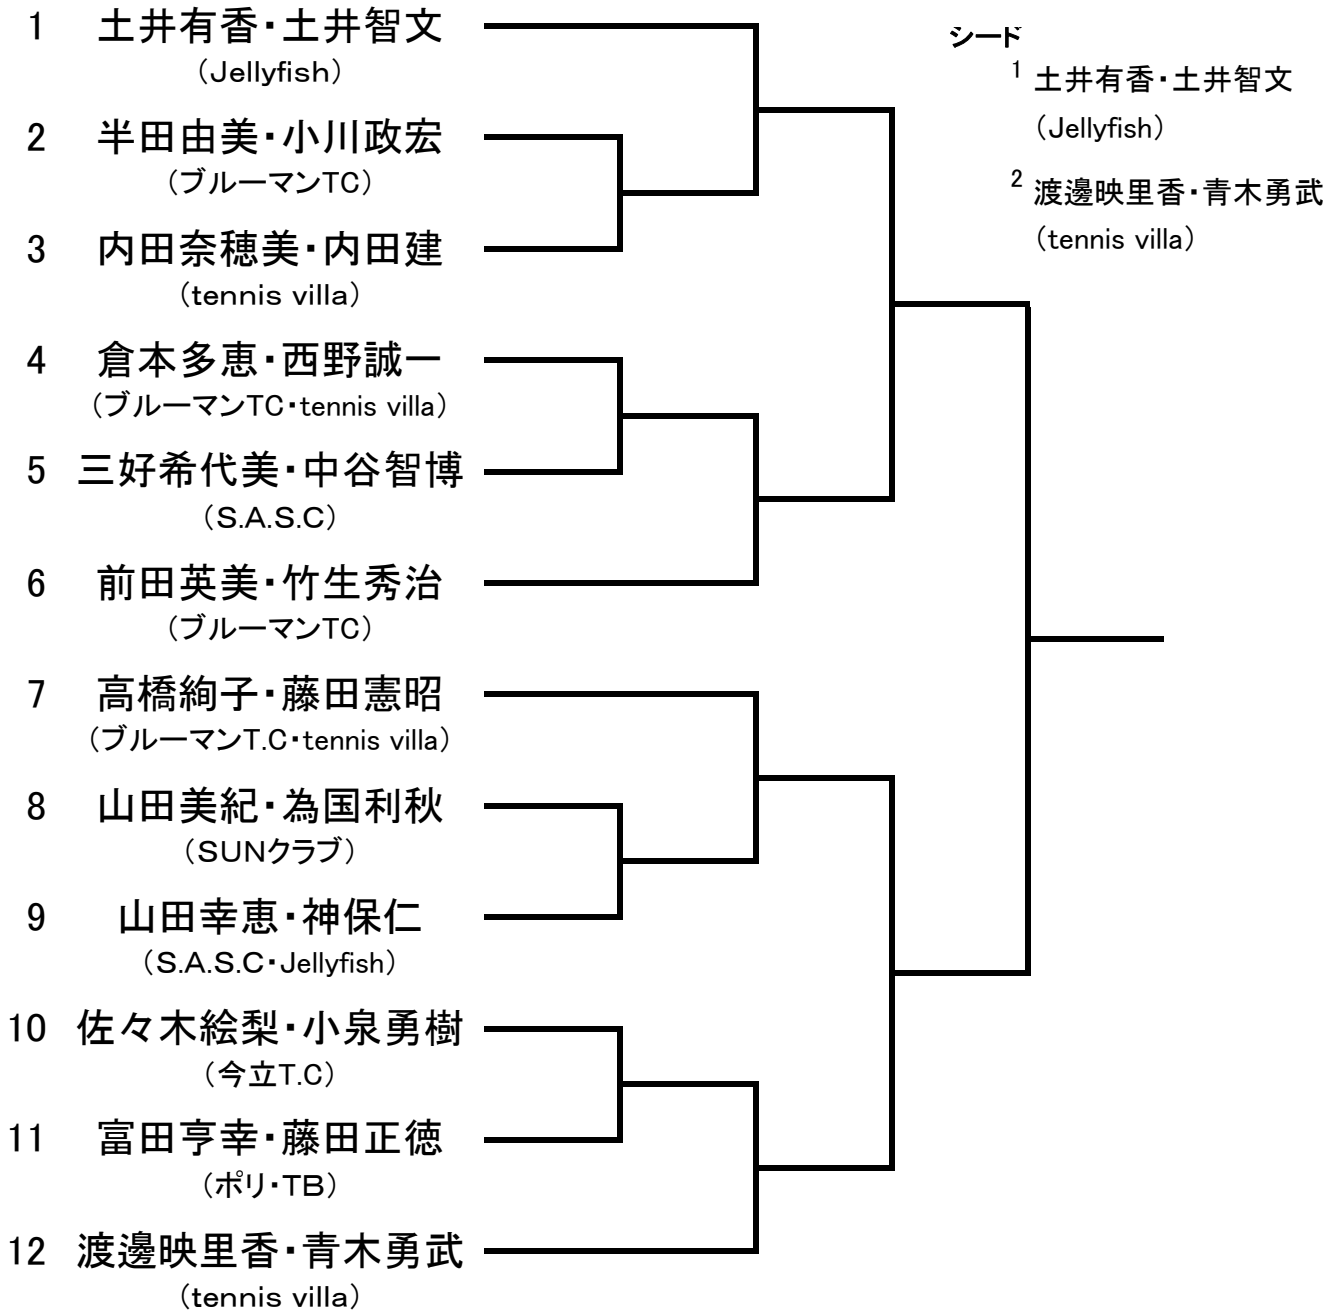 1 土井有香・土井智文
（Jellyfish）
2 半田由美・小川政宏
（ブルーマンTC）
3 内田奈穂美・内田建
（tennis villa）
4 倉本多恵・西野誠一
（ブルーマンTC・tennis villa）
5 三好希代美・中谷智博
（S.A.S.C）
6 前田英美・竹生秀治
（ブルーマンTC）
7 高橋絢子・藤田憲昭
（ブルーマンT.C・tennis villa）
8 山田美紀・為国利秋
（SUNクラブ）
9 山田幸恵・神保仁
（S.A.S.C・Jellyfish）
10 佐々木絵梨・小泉勇樹
（今立T.C）
11 富田亨幸・藤田正徳
（ポリ・TB）
12 渡邊映里香・青木勇武
（tennis villa）
シード
1 土井有香・土井智文
（Jellyfish）
2 渡邊映里香・青木勇武
（tennis villa）